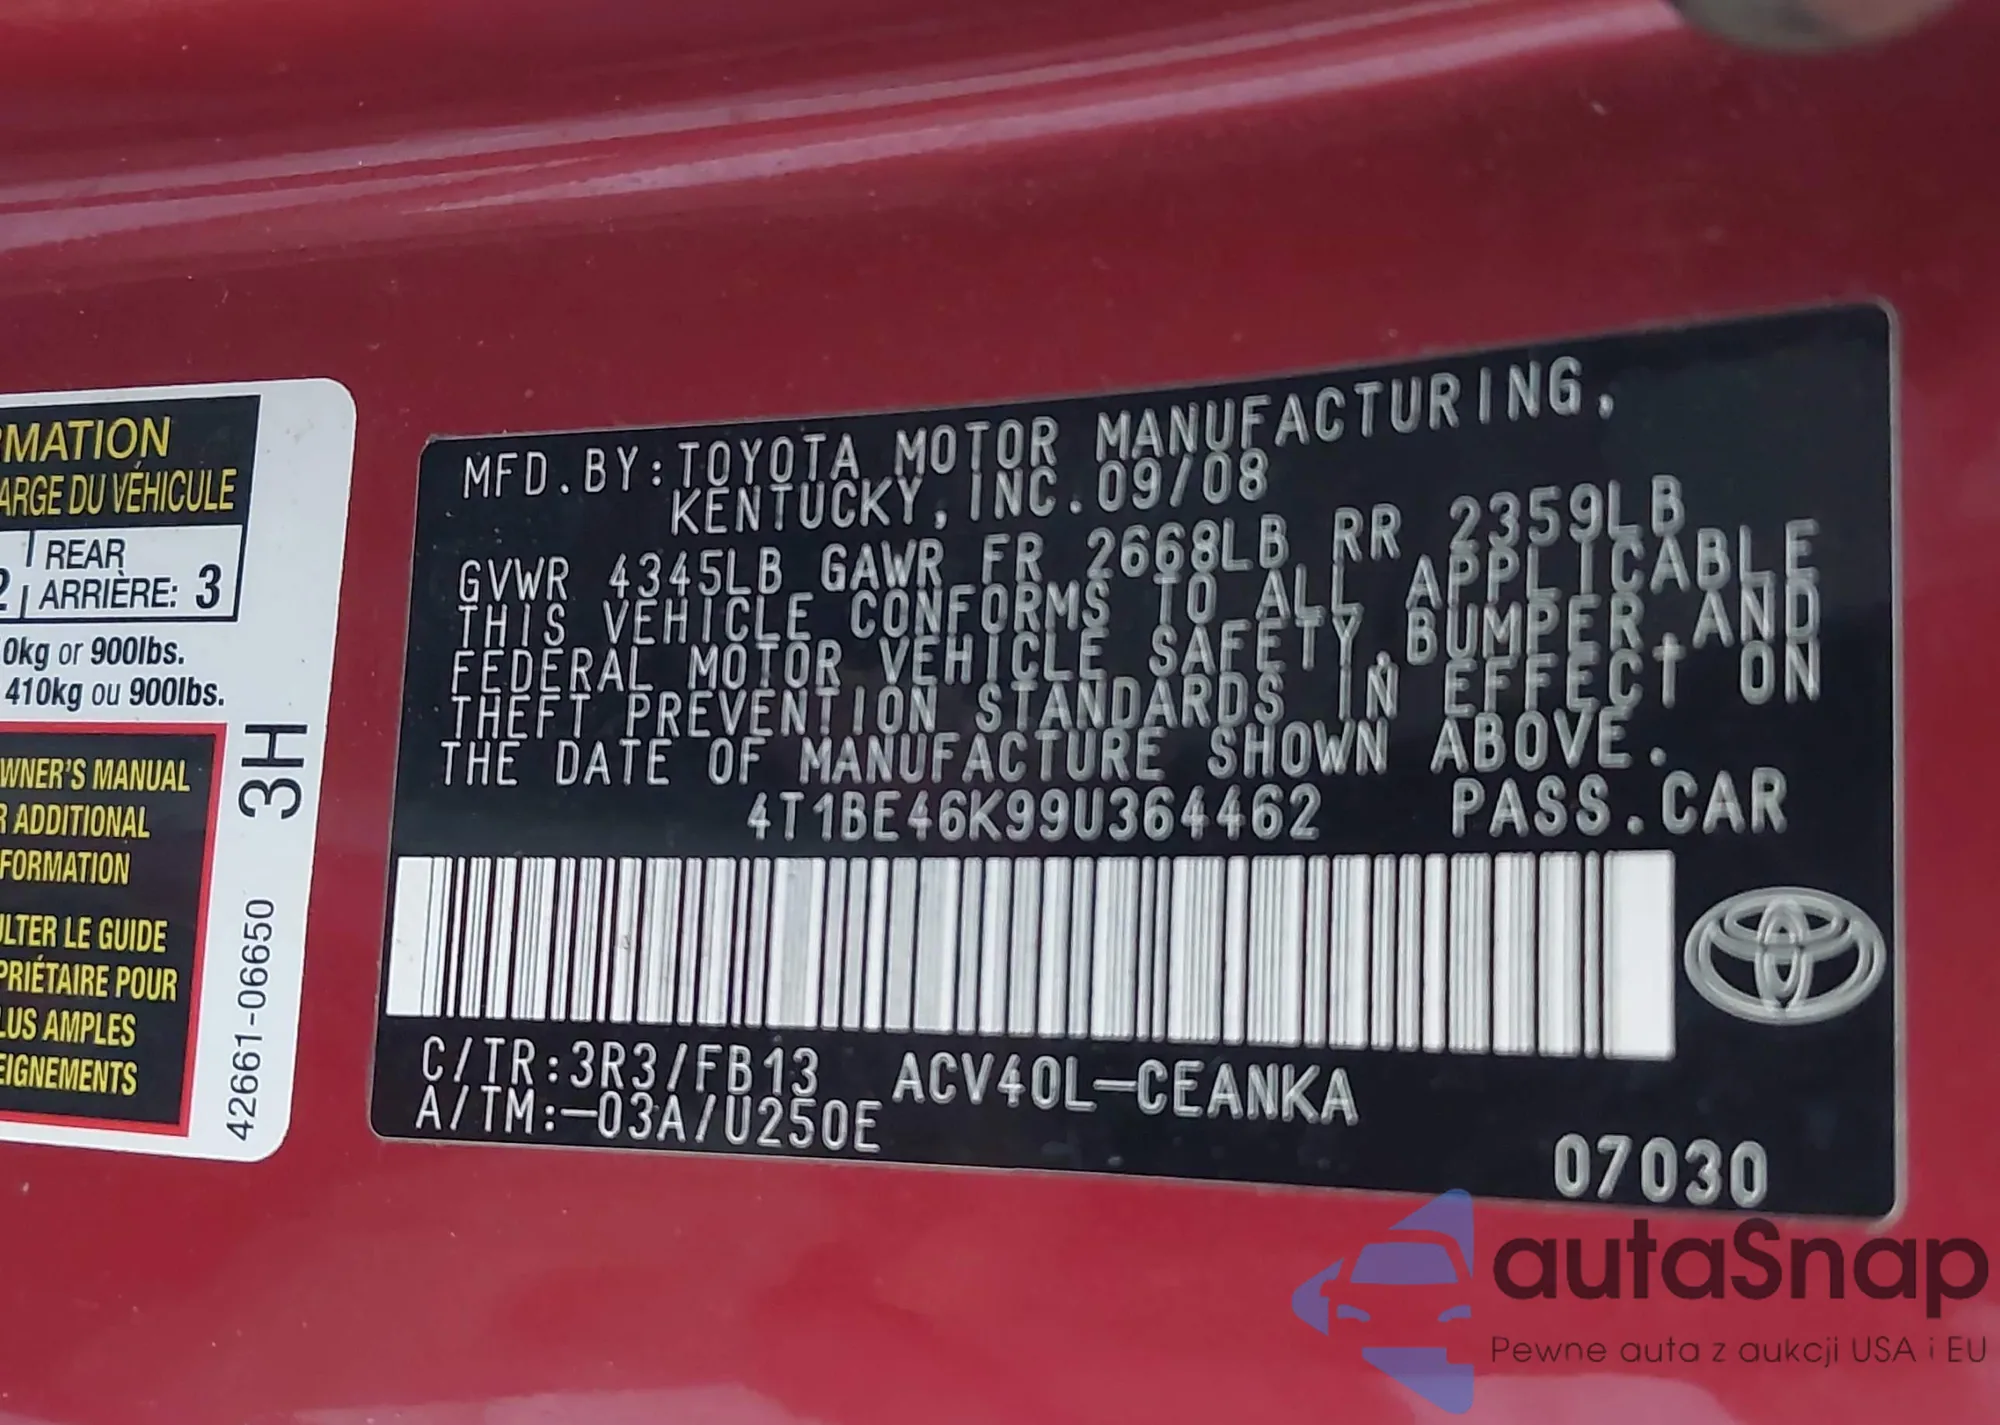 RMATION
ARGE DU VÉHICULE
2
REAR
ARRIÈRE: 3
0kg or 900lbs.
410kg ou 900lbs.
WNER'S MANUAL
R ADDITIONAL
FORMATION
ULTER LE GUIDE
PRIÉTAIRE POUR
LUS AMPLES
EIGNEMENTS
3H
42661-06650
MFD.BY:TOYOTA MOTOR MANUFACTURING,
KENTUCKY,INC.09/08
GVWR 4345LB GAWR FR 2668LB RR 2359LB
THIS VEHICLE CONFORMS TO ALL APPLICABLE
FEDERAL MOTOR VEHICLE SAFETY,BUMPER,AND
THEFT PREVENTION STANDARDS IN EFFECT ON
THE DATE OF MANUFACTURE SHOWN ABOVE.
4T1BE46K99U364462 PASS.CAR
C/TR:3R3/FB13 ACV40L-CEANKA
A/TM:-03A/U250E
07030
autaSnap
Pewne auta z aukcji USA i EU